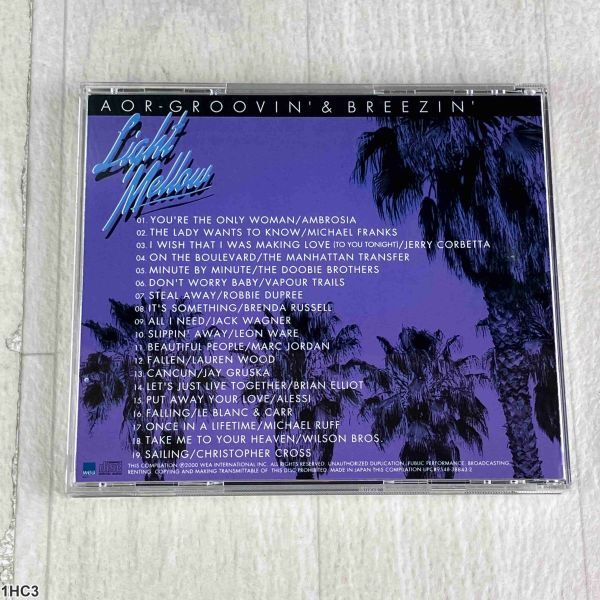 AOR-GROOVIN' & BREEZIN'
Light
Mellow
01. YOU'RE THE ONLY WOMAN/AMBROSIA
02. THE LADY WANTS TO KNOW/MICHAEL FRANKS
03. I WISH THAT I WAS MAKING LOVE (TO YOU TONIGHT)/JERRY CORBETTA
04. ON THE BOULEVARD/THE MANHATTAN TRANSFER
05. MINUTE BY MINUTE/THE DOOBIE BROTHERS
06. DON'T WORRY BABY/VAPOUR TRAILS
07. STEAL AWAY/ROBBIE DUPREE
08. IT'S SOMETHING/BRENDA RUSSELL
09. ALL I NEED/JACK WAGNER
10. SLIPPIN' AWAY/LEON WARE
11. BEAUTIFUL PEOPLE/MARC JORDAN
12. FALLEN/LAUREN WOOD
13. CANCUN/JAY GRUSKA
14. LET'S JUST LIVE TOGETHER/BRIAN ELLIOT
15. PUT AWAY YOUR LOVE/ALESSI
16. FALLING/LE BLANC & CARR
17. ONCE IN A LIFETIME/MICHAEL RUFF
18. TAKE ME TO YOUR HEAVEN/WILSON BROS.
19. SAILING/CHRISTOPHER CROSS
THIS COMPILATION ℗2000 WEA INTERNATIONAL INC. ALL RIGHTS RESERVED. UNAUTHORIZED DUPLICATION, PUBLIC PERFORMANCE, BROADCASTING,
RENTING, COPYING AND MAKING TRANSMITTABLE OF THIS DISC PROHIBITED. MADE IN JAPAN THIS COMPILATION
wea
1HC3